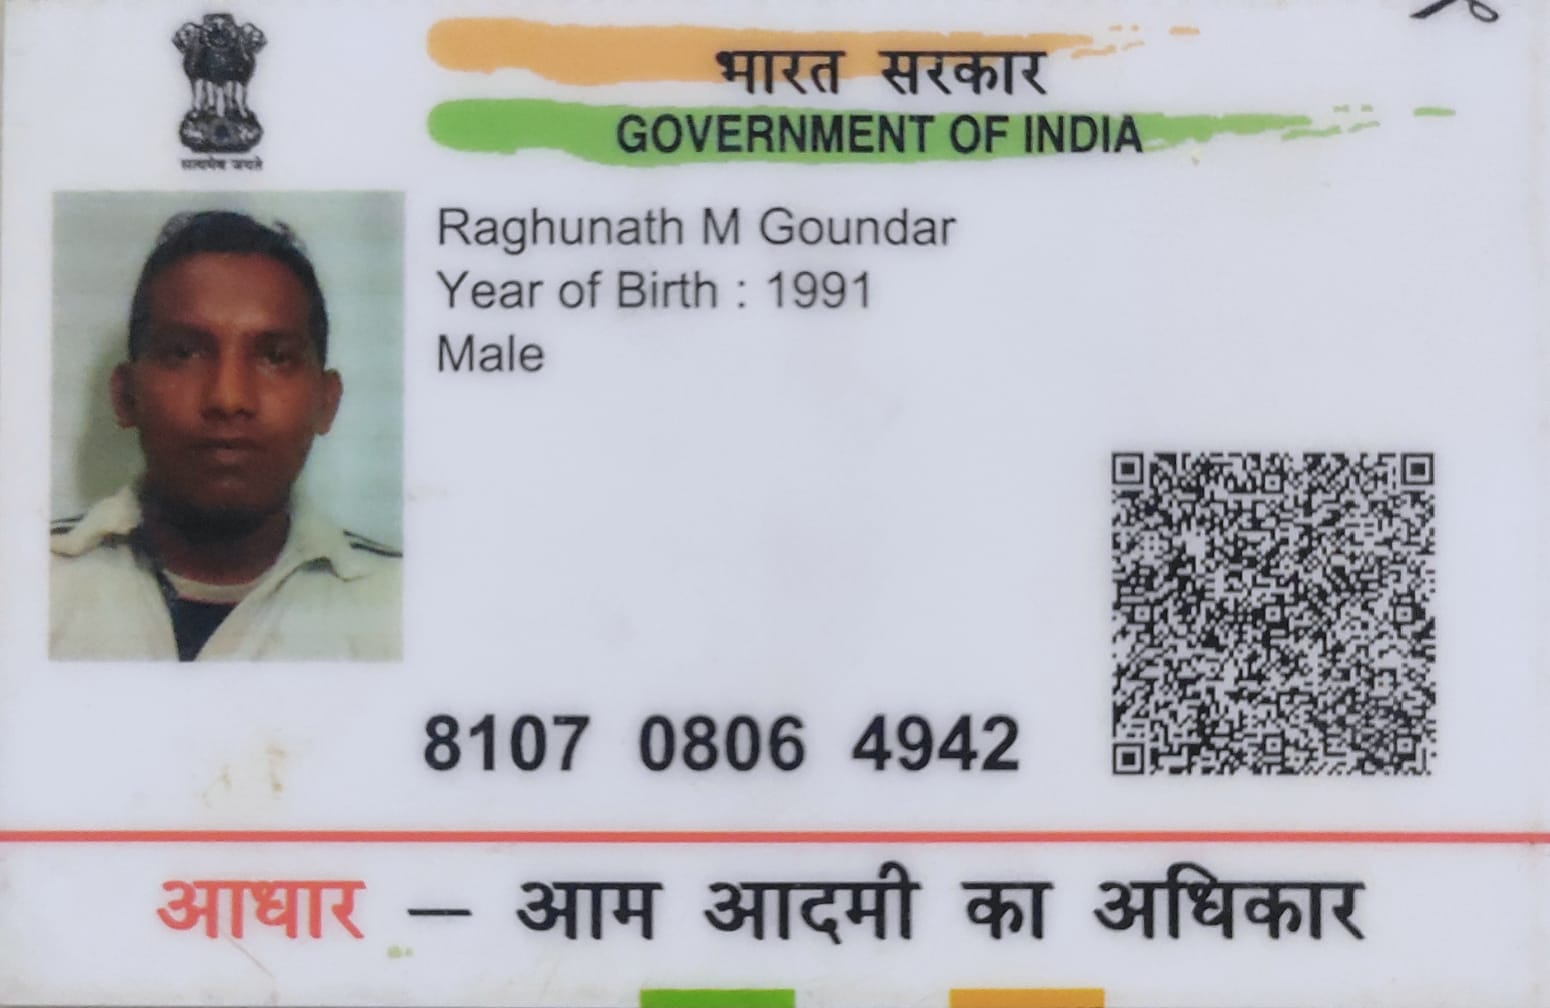 सत्यमेव जयते
भारत सरकार
GOVERNMENT OF INDIA
Raghunath M Goundar
Year of Birth : 1991
Male
8107 0806 4942
आधार — आम आदमी का अधिकार